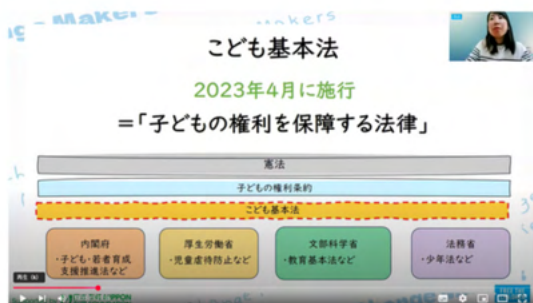 Makers
こども基本法
2023年4月に施行
=「子どもの権利を保障する法律」
憲法
子どもの権利条約
こども基本法
内閣府
・子ども・若者育成
支援推進法など
厚生労働省
・児童虐待防止など
文部科学省
・教育基本法など
法務省
・少年法など
再生 (k)